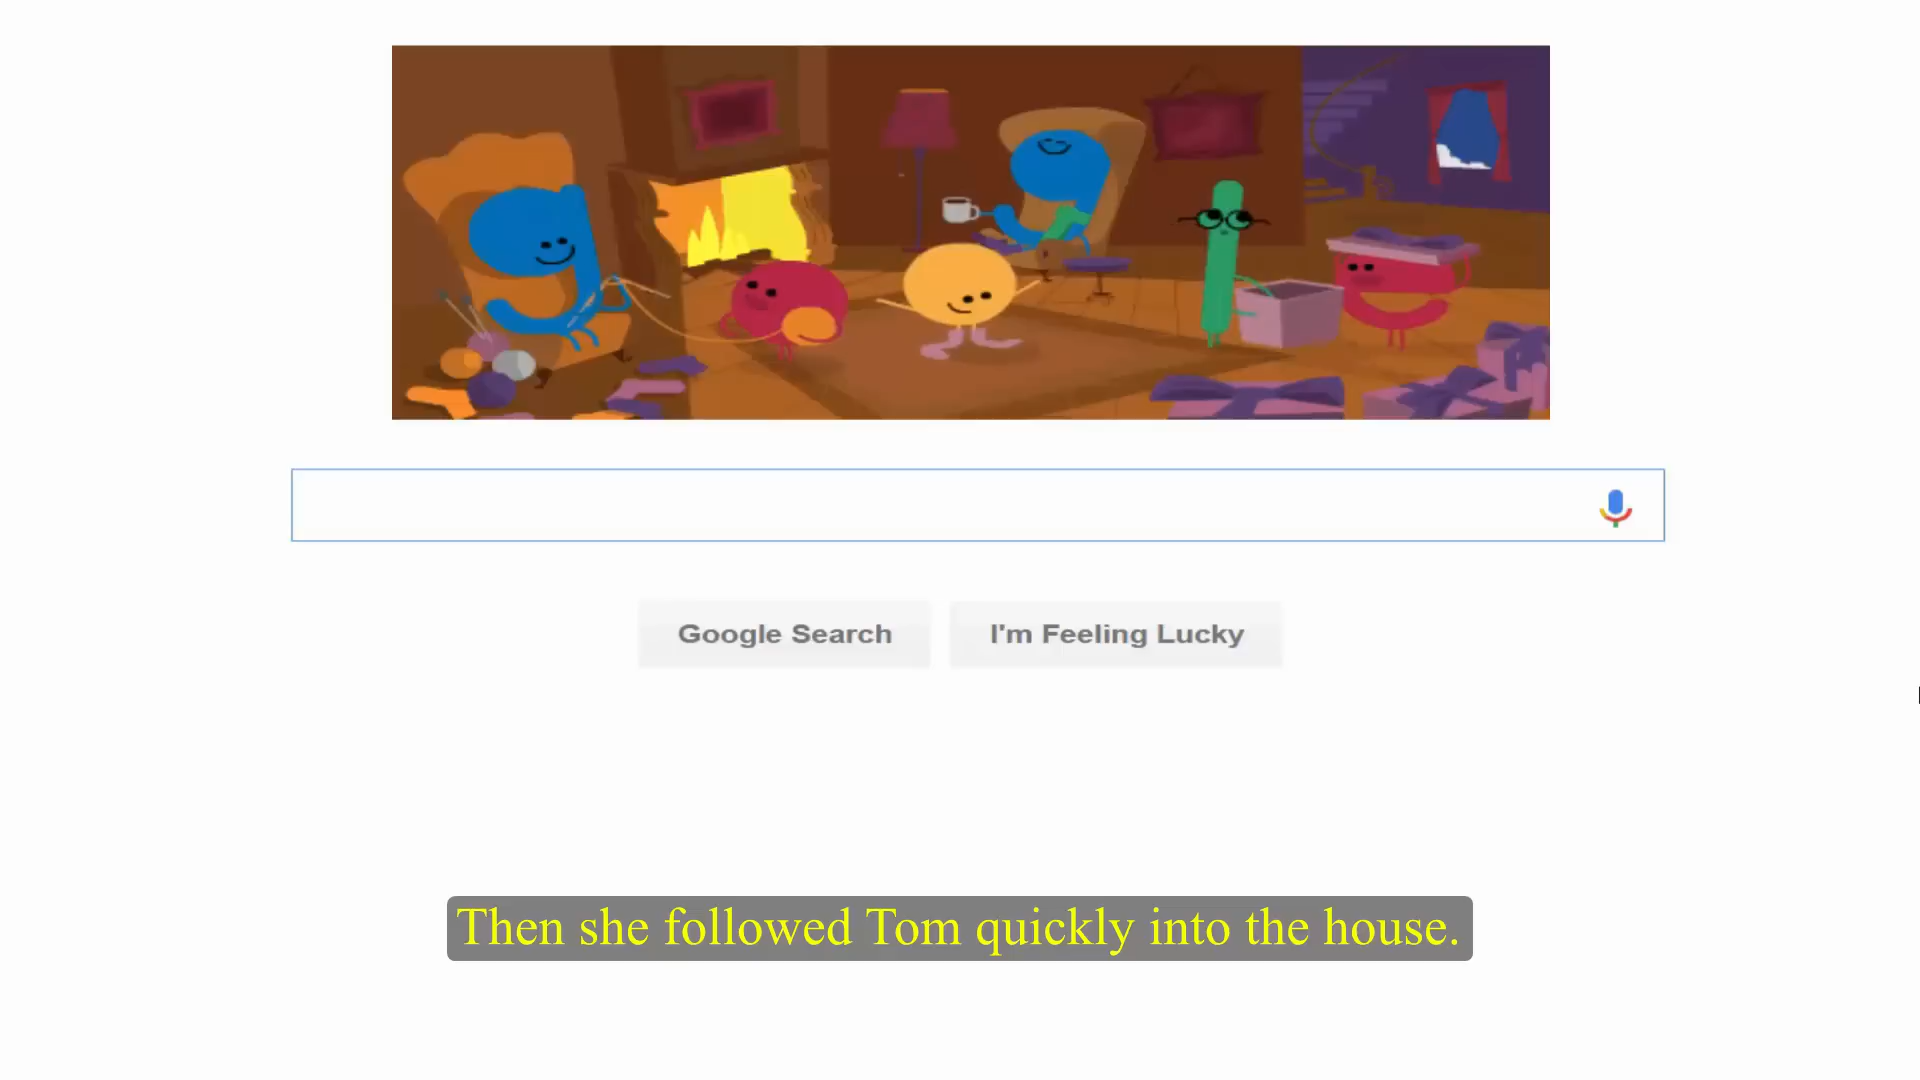 Google Search
I'm Feeling Lucky
Then she followed Tom quickly into the house.